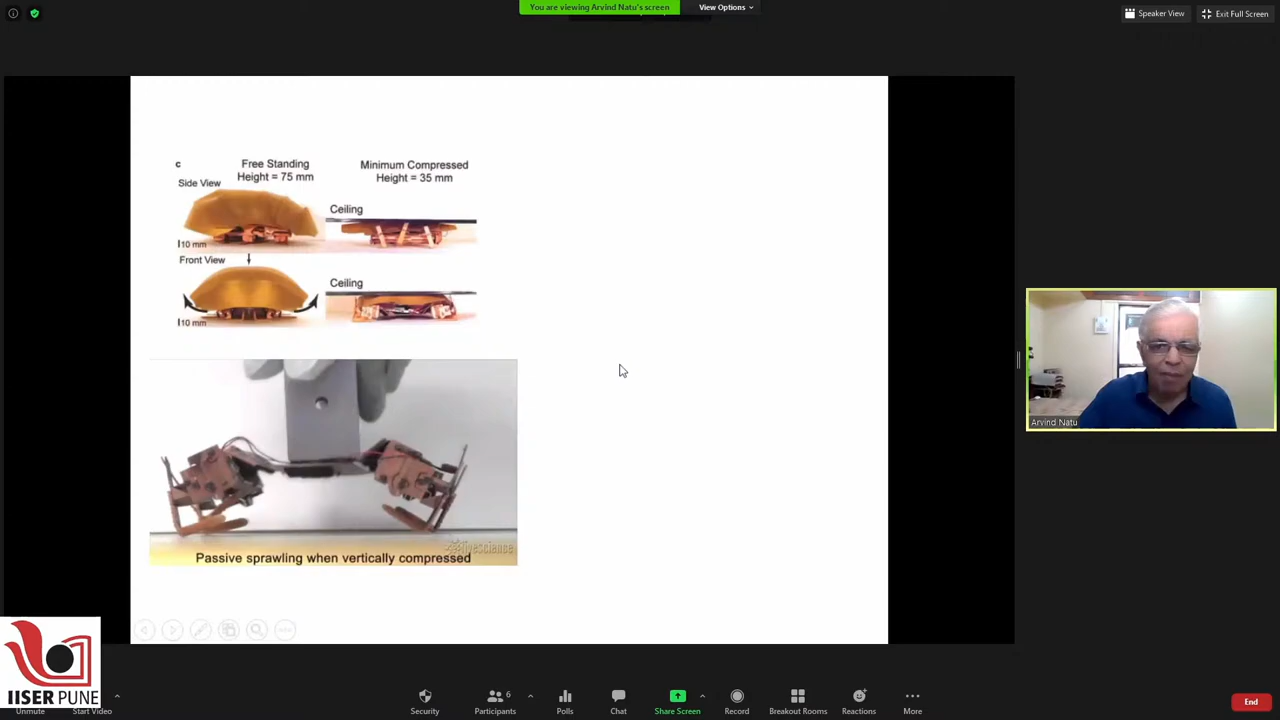 You are viewing Arvind Natu's screen
View Options
Speaker View
Exit Full Screen
c
Free Standing
Height = 75 mm
Minimum Compressed
Height = 35 mm
Side View
Ceiling
10 mm
Front View
Ceiling
10 mm
livescience
Passive sprawling when vertically compressed
Arvind Natu
IISER PUNE
Unmute
Start Video
Security
Participants
6
Polls
Chat
Share Screen
Record
Breakout Rooms
Reactions
More
End